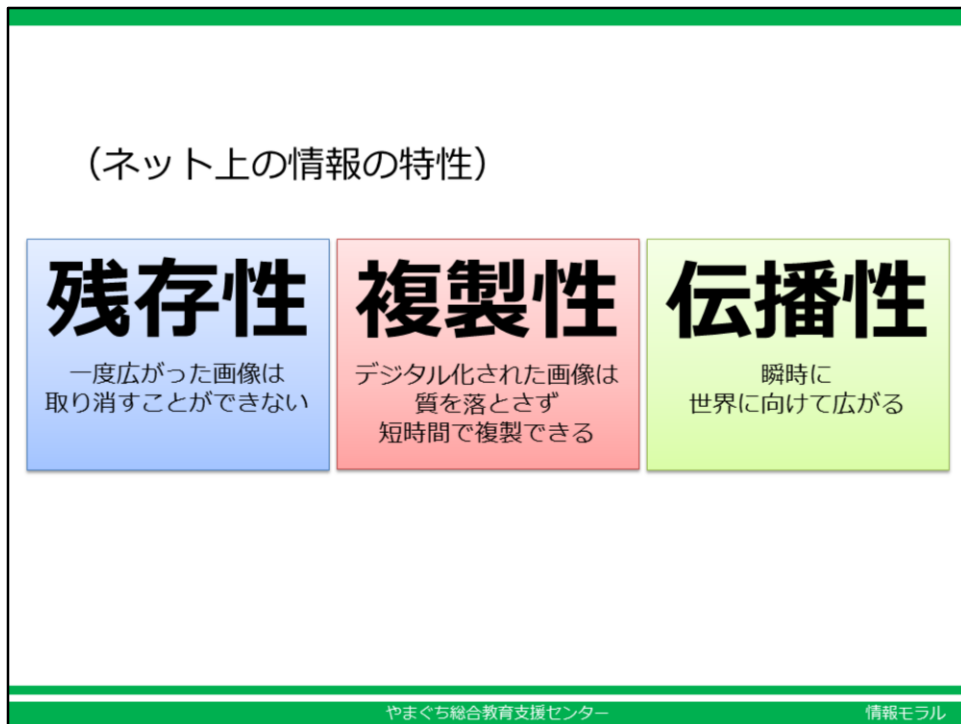 （ネット上の情報の特性）
残存性
一度広がった画像は
取り消すことができない
複製性
デジタル化された画像は
質を落とさず
短時間で複製できる
伝播性
瞬時に
世界に向けて広がる
やまぐち総合教育支援センター
情報モラル